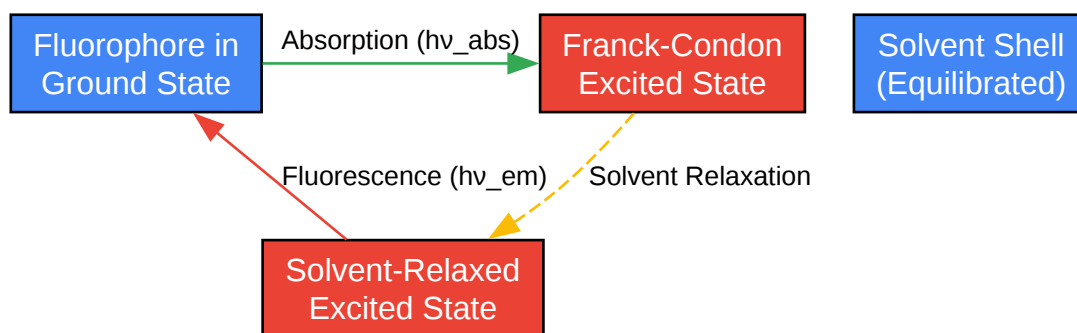 Fluorophore in
Ground State
Absorption (hν_abs)
Franck-Condon
Excited State
Solvent Shell
(Equilibrated)
Fluorescence (hν_em)
Solvent Relaxation
Solvent-Relaxed
Excited State